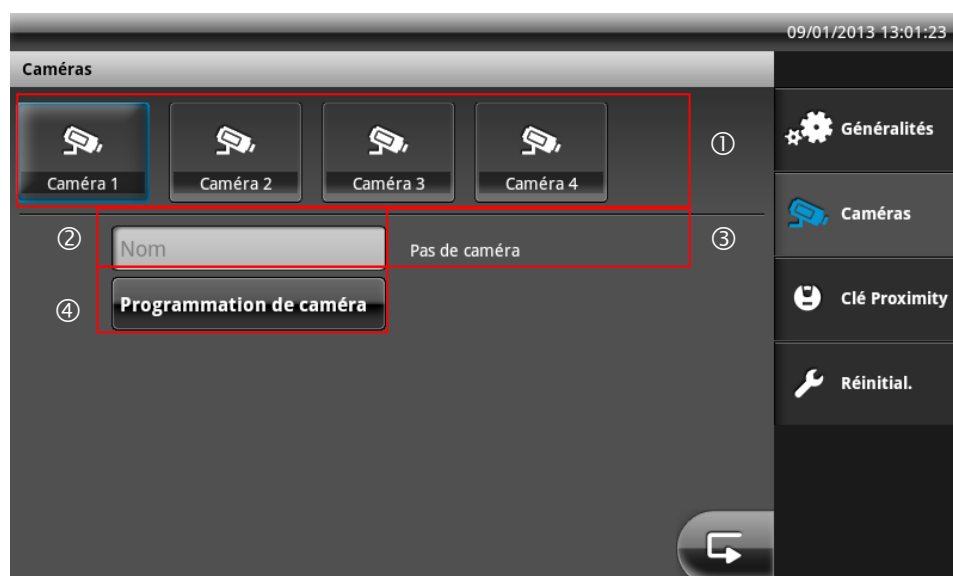 09/01/2013 13:01:23
Caméras
Caméra 1 Caméra 2 Caméra 3 Caméra 4 ①
② Nom Pas de caméra ③
④ Programmation de caméra
Généralités
Caméras
Clé Proximity
Réinitial.